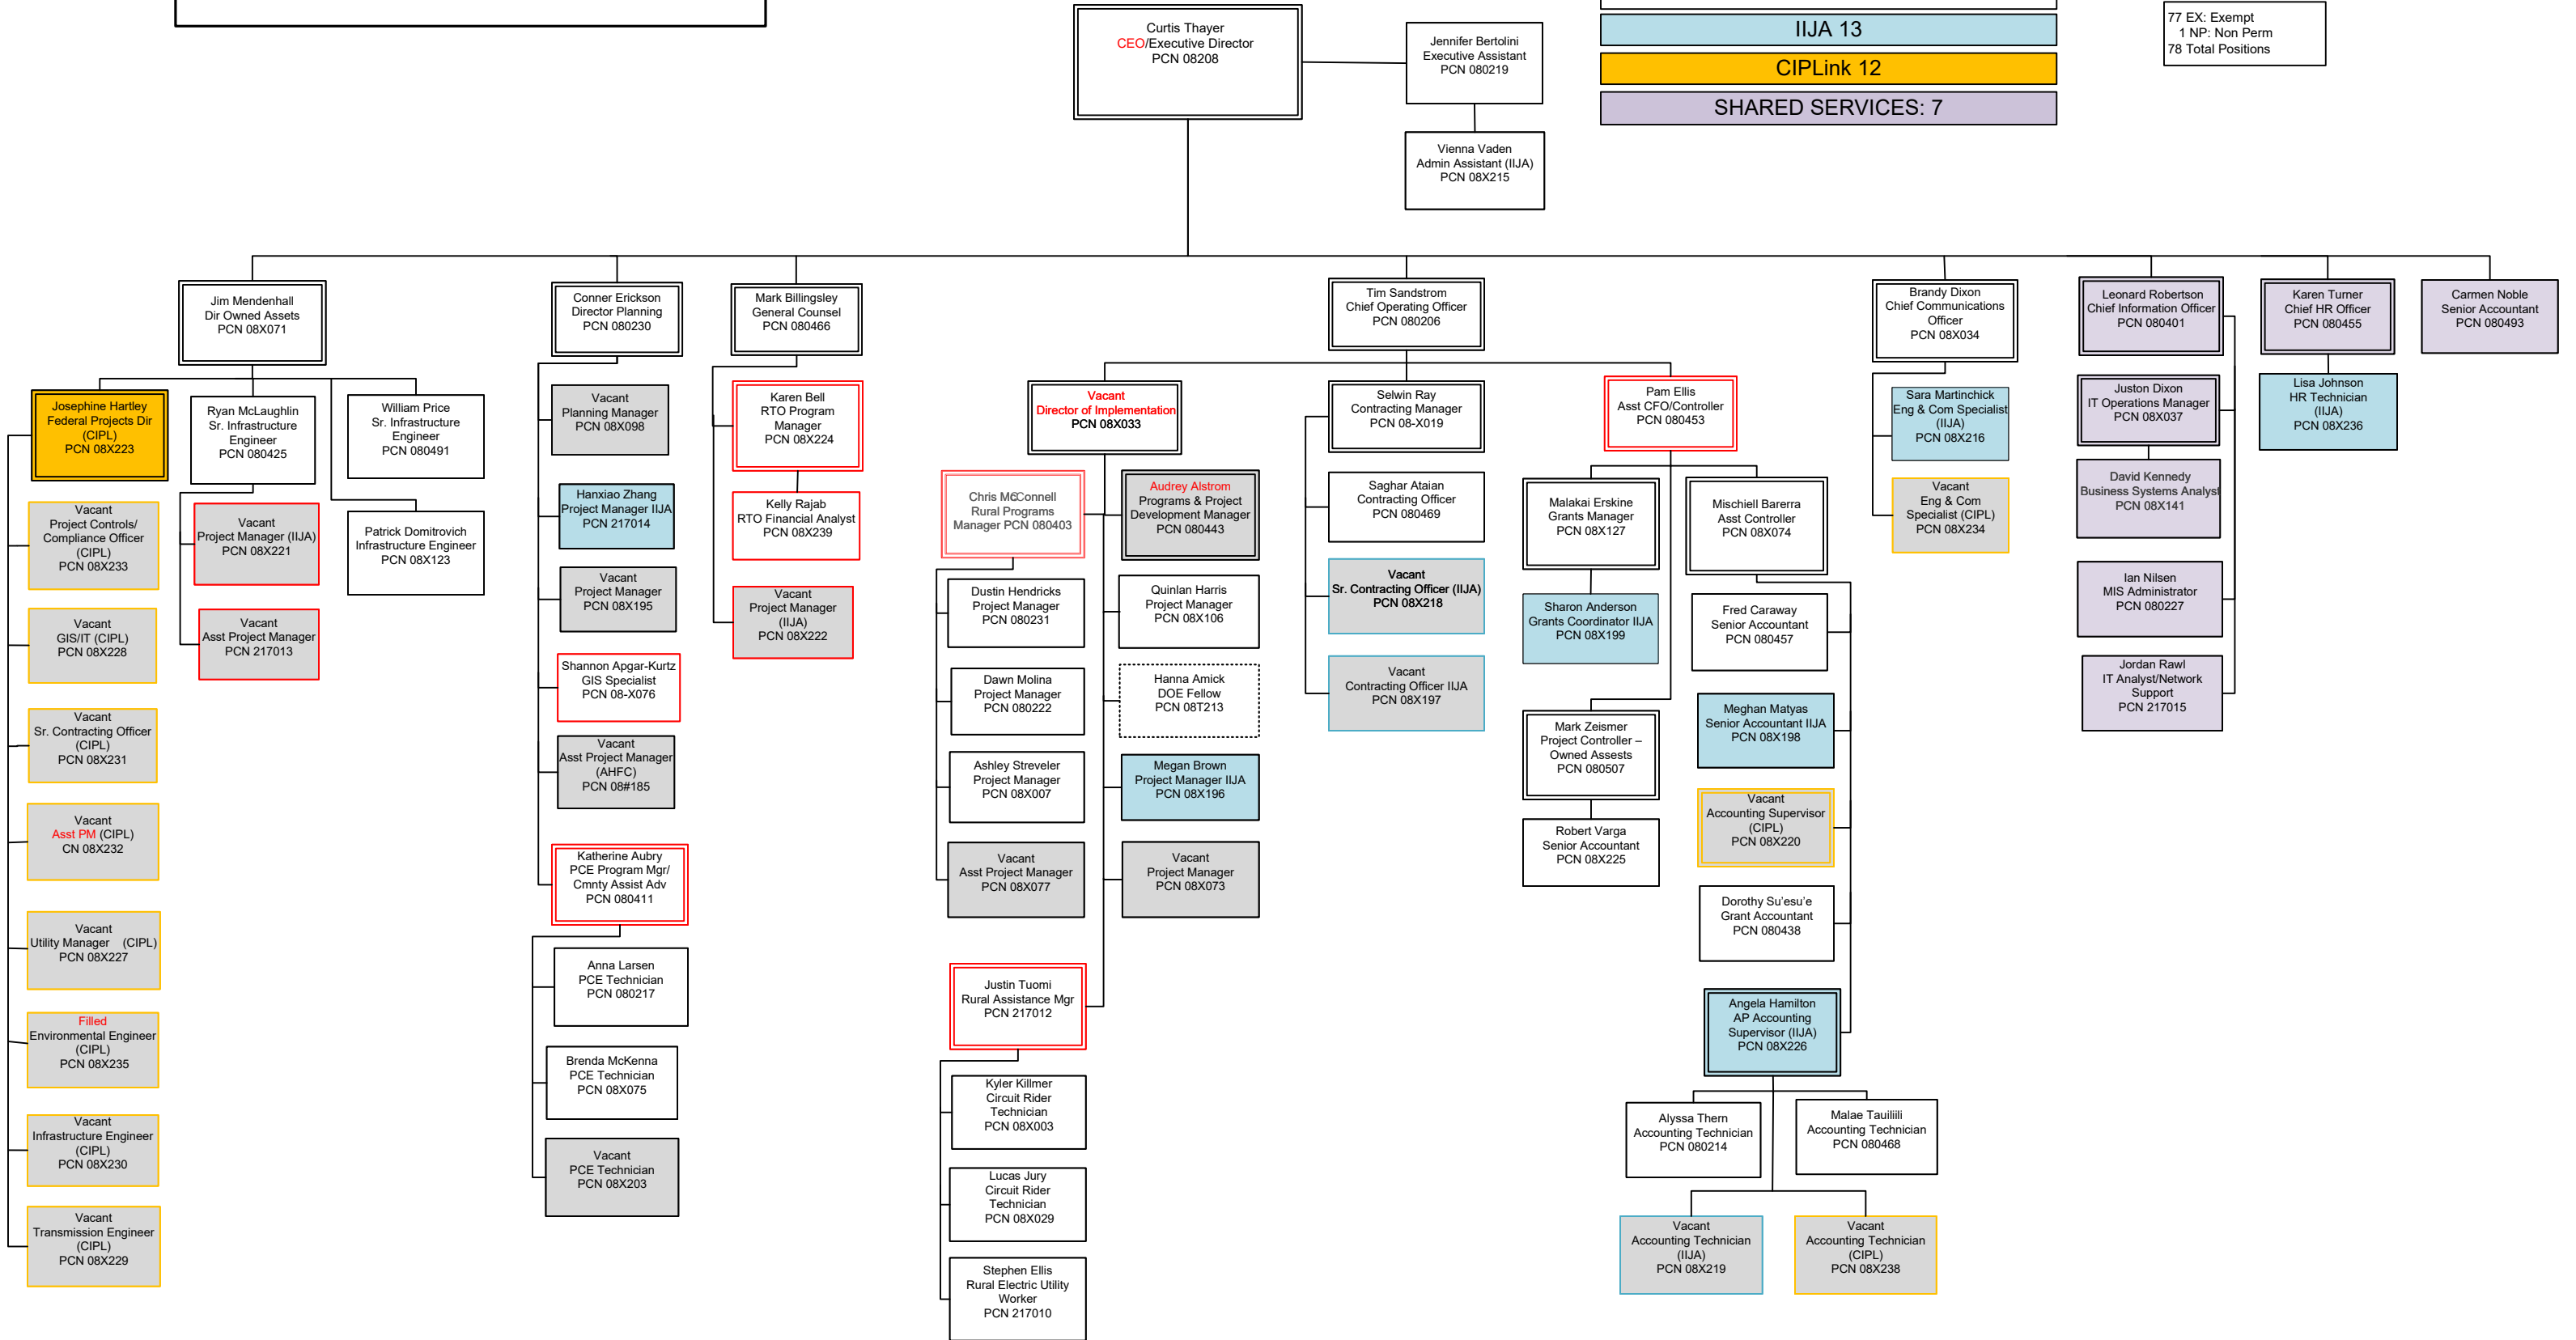 Curtis Thayer
CEO/Executive Director
PCN 08208
Jennifer Bertolini
Executive Assistant
PCN 080219
Vienna Vaden
Admin Assistant (IIJA)
PCN 08X215
IIJA 13
CIPLink 12
SHARED SERVICES: 7
77 EX: Exempt
1 NP: Non Perm
78 Total Positions
Jim Mendenhall
Dir Owned Assets
PCN 08X071
Conner Erickson
Director Planning
PCN 080230
Mark Billingsley
General Counsel
PCN 080466
Tim Sandstrom
Chief Operating Officer
PCN 080206
Brandy Dixon
Chief Communications
Officer
PCN 08X034
Leonard Robertson
Chief Information Officer
PCN 080401
Karen Turner
Chief HR Officer
PCN 080455
Carmen Noble
Senior Accountant
PCN 080493
Josephine Hartley
Federal Projects Dir
(CIPL)
PCN 08X223
Vacant
Project Controls/
Compliance Officer
(CIPL)
PCN 08X233
Vacant
GIS/IT (CIPL)
PCN 08X228
Vacant
Sr. Contracting Officer
(CIPL)
PCN 08X231
Vacant
Asst PM (CIPL)
CN 08X232
Vacant
Utility Manager (CIPL)
PCN 08X227
Filled
Environmental Engineer
(CIPL)
PCN 08X235
Vacant
Infrastructure Engineer
(CIPL)
PCN 08X230
Vacant
Transmission Engineer
(CIPL)
PCN 08X229
Ryan McLaughlin
Sr. Infrastructure
Engineer
PCN 080425
Vacant
Project Manager (IIJA)
PCN 08X221
Vacant
Asst Project Manager
PCN 217013
William Price
Sr. Infrastructure
Engineer
PCN 080491
Patrick Domitrovich
Infrastructure Engineer
PCN 08X123
Vacant
Planning Manager
PCN 08X098
Hanxiao Zhang
Project Manager IIJA
PCN 217014
Vacant
Project Manager
PCN 08X195
Shannon Apgar-Kurtz
GIS Specialist
PCN 08-X076
Vacant
Asst Project Manager
(AHFC)
PCN 08#185
Katherine Aubry
PCE Program Mgr/
Cmnty Assist Adv
PCN 080411
Anna Larsen
PCE Technician
PCN 080217
Brenda McKenna
PCE Technician
PCN 08X075
Vacant
PCE Technician
PCN 08X203
Karen Bell
RTO Program
Manager
PCN 08X224
Kelly Rajab
RTO Financial Analyst
PCN 08X239
Vacant
Project Manager
(IIJA)
PCN 08X222
Vacant
Director of Implementation
PCN 08X033
Chris McConnell
Rural Programs
Manager PCN 080403
Dustin Hendricks
Project Manager
PCN 080231
Dawn Molina
Project Manager
PCN 080222
Ashley Streveler
Project Manager
PCN 08X007
Vacant
Asst Project Manager
PCN 08X077
Audrey Alstrom
Programs & Project
Development Manager
PCN 080443
Quinlan Harris
Project Manager
PCN 08X106
Hanna Amick
DOE Fellow
PCN 08T213
Megan Brown
Project Manager IIJA
PCN 08X196
Vacant
Project Manager
PCN 08X073
Justin Tuomi
Rural Assistance Mgr
PCN 217012
Kyler Killmer
Circuit Rider
Technician
PCN 08X003
Lucas Jury
Circuit Rider
Technician
PCN 08X029
Stephen Ellis
Rural Electric Utility
Worker
PCN 217010
Selwin Ray
Contracting Manager
PCN 08-X019
Saghar Ataian
Contracting Officer
PCN 080469
Vacant
Sr. Contracting Officer (IIJA)
PCN 08X218
Vacant
Contracting Officer IIJA
PCN 08X197
Pam Ellis
Asst CFO/Controller
PCN 080453
Malakai Erskine
Grants Manager
PCN 08X127
Sharon Anderson
Grants Coordinator IIJA
PCN 08X199
Mark Zeismer
Project Controller –
Owned Assests
PCN 080507
Robert Varga
Senior Accountant
PCN 08X225
Mischiell Barerra
Asst Controller
PCN 08X074
Fred Caraway
Senior Accountant
PCN 080457
Meghan Matyas
Senior Accountant IIJA
PCN 08X198
Vacant
Accounting Supervisor
(CIPL)
PCN 08X220
Dorothy Su'esu'e
Grant Accountant
PCN 080438
Angela Hamilton
AP Accounting
Supervisor (IIJA)
PCN 08X226
Alyssa Thern
Accounting Technician
PCN 080214
Malae Tauiliili
Accounting Technician
PCN 080468
Vacant
Accounting Technician
(IIJA)
PCN 08X219
Vacant
Accounting Technician
(CIPL)
PCN 08X238
Sara Martinchick
Eng & Com Specialist
(IIJA)
PCN 08X216
Vacant
Eng & Com
Specialist (CIPL)
PCN 08X234
Juston Dixon
IT Operations Manager
PCN 08X037
David Kennedy
Business Systems Analyst
PCN 08X141
Ian Nilsen
MIS Administrator
PCN 080227
Jordan Rawl
IT Analyst/Network
Support
PCN 217015
Lisa Johnson
HR Technician
(IIJA)
PCN 08X236